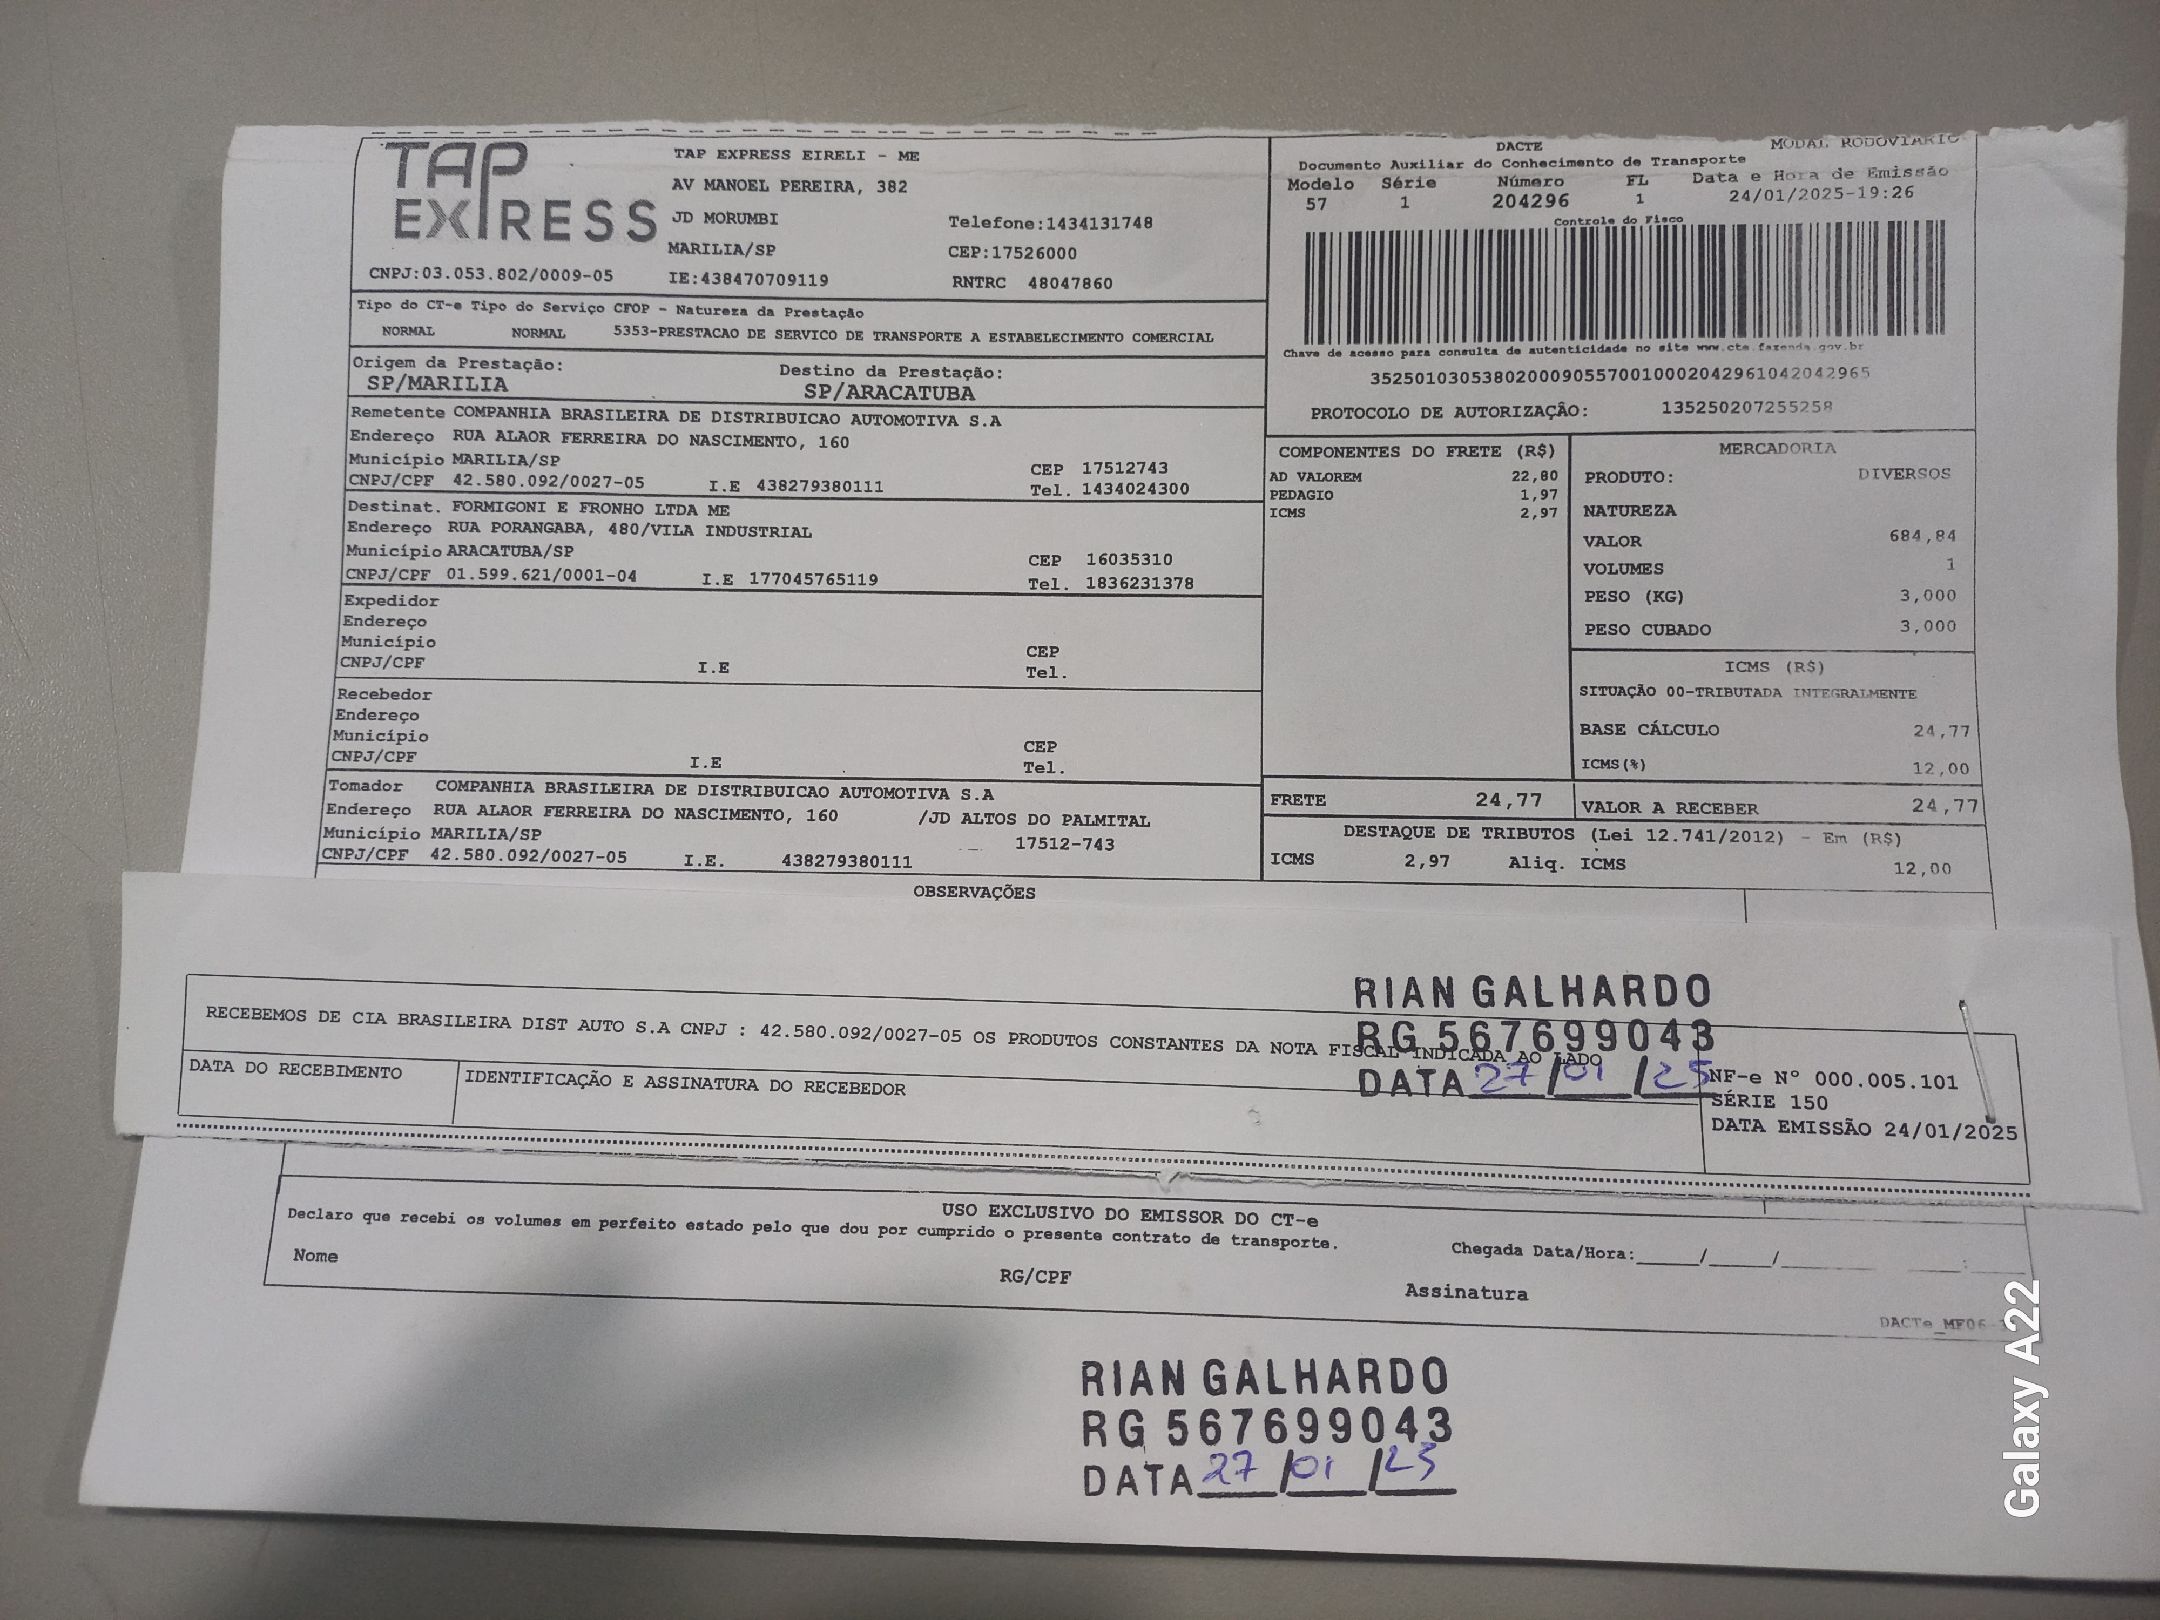 TAP EXPRESS
TAP EXPRESS EIRELI - ME
AV MANOEL PEREIRA, 382
JD MORUMBI Telefone:1434131748
MARILIA/SP CEP:17526000
CNPJ:03.053.802/0009-05 IE:438470709119 RNTRC 48047860
DACTE MODAL RODOVIARIO
Documento Auxiliar do Conhecimento de Transporte
Modelo Série Número FL Data e Hora de Emissão
57 1 204296 1 24/01/2025-19:26
Controle do Fisco
Chave de acesso para consulta de autenticidade no site www.cte.fazenda.gov.br
35250103053802000905570010002042961042042965
PROTOCOLO DE AUTORIZAÇÃO: 135250207255258
Tipo do CT-e Tipo do Serviço CFOP - Natureza da Prestação
NORMAL NORMAL 5353-PRESTACAO DE SERVICO DE TRANSPORTE A ESTABELECIMENTO COMERCIAL
Origem da Prestação: Destino da Prestação:
SP/MARILIA SP/ARACATUBA
Remetente COMPANHIA BRASILEIRA DE DISTRIBUICAO AUTOMOTIVA S.A
Endereço RUA ALAOR FERREIRA DO NASCIMENTO, 160
Município MARILIA/SP CEP 17512743
CNPJ/CPF 42.580.092/0027-05 I.E 438279380111 Tel. 1434024300
Destinat. FORMIGONI E FRONHO LTDA ME
Endereço RUA PORANGABA, 480/VILA INDUSTRIAL
Município ARACATUBA/SP CEP 16035310
CNPJ/CPF 01.599.621/0001-04 I.E 177045765119 Tel. 1836231378
Expedidor
Endereço
Município CEP
CNPJ/CPF I.E Tel.
Recebedor
Endereço
Município CEP
CNPJ/CPF I.E Tel.
Tomador COMPANHIA BRASILEIRA DE DISTRIBUICAO AUTOMOTIVA S.A
Endereço RUA ALAOR FERREIRA DO NASCIMENTO, 160 /JD ALTOS DO PALMITAL
Município MARILIA/SP 17512-743
CNPJ/CPF 42.580.092/0027-05 I.E. 438279380111
COMPONENTES DO FRETE (R$)
AD VALOREM 22,80
PEDAGIO 1,97
ICMS 2,97
MERCADORIA
PRODUTO: DIVERSOS
NATUREZA
VALOR 684,84
VOLUMES 1
PESO (KG) 3,000
PESO CUBADO 3,000
ICMS (R$)
SITUAÇÃO 00-TRIBUTADA INTEGRALMENTE
BASE CÁLCULO 24,77
ICMS(%) 12,00
FRETE 24,77 VALOR A RECEBER 24,77
DESTAQUE DE TRIBUTOS (Lei 12.741/2012) - Em (R$)
ICMS 2,97 Aliq. ICMS 12,00
OBSERVAÇÕES
RECEBEMOS DE CIA BRASILEIRA DIST AUTO S.A CNPJ : 42.580.092/0027-05 OS PRODUTOS CONSTANTES DA NOTA FISCAL INDICADA AO LADO
DATA DO RECEBIMENTO IDENTIFICAÇÃO E ASSINATURA DO RECEBEDOR
RIAN GALHARDO
RG 567699043
DATA 27/01/25
NF-e Nº 000.005.101
SÉRIE 150
DATA EMISSÃO 24/01/2025
USO EXCLUSIVO DO EMISSOR DO CT-e
Declaro que recebi os volumes em perfeito estado pelo que dou por cumprido o presente contrato de transporte.
Nome RG/CPF Assinatura Chegada Data/Hora:____/____/____ ____:____
DACTe_MF06
RIAN GALHARDO
RG 567699043
DATA 27/01/25
Galaxy A22